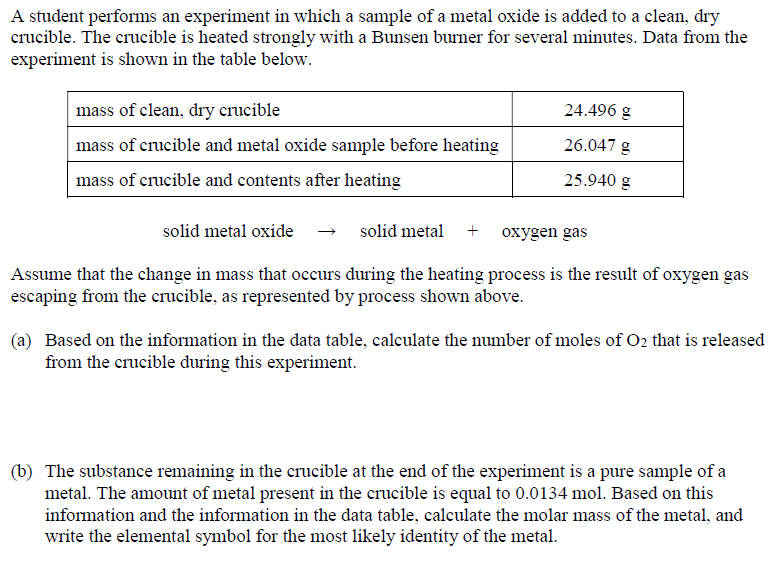 A student performs an experiment in which a sample of a metal oxide is added to a clean, dry
crucible. The crucible is heated strongly with a Bunsen burner for several minutes. Data from the
experiment is shown in the table below.
mass of clean, dry crucible 24.496 g
mass of crucible and metal oxide sample before heating 26.047 g
mass of crucible and contents after heating 25.940 g
solid metal oxide → solid metal + oxygen gas
Assume that the change in mass that occurs during the heating process is the result of oxygen gas
escaping from the crucible, as represented by process shown above.
(a) Based on the information in the data table, calculate the number of moles of O2 that is released
from the crucible during this experiment.
(b) The substance remaining in the crucible at the end of the experiment is a pure sample of a
metal. The amount of metal present in the crucible is equal to 0.0134 mol. Based on this
information and the information in the data table, calculate the molar mass of the metal, and
write the elemental symbol for the most likely identity of the metal.